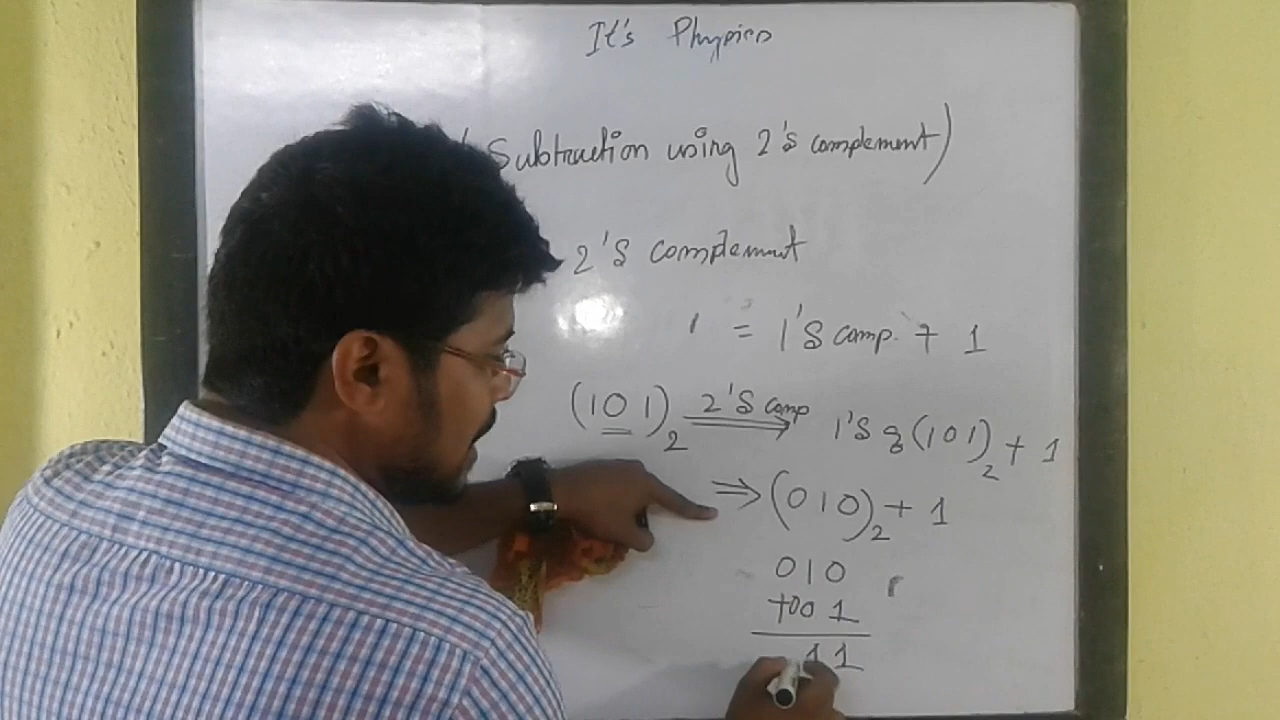 It's Physics
(Subtraction using 2's complement)
2's complement
= 1's comp. + 1
(101)₂ 2's comp ⟹ 1's of (101)₂ + 1
⇒ (010)₂ + 1
010
+001
11